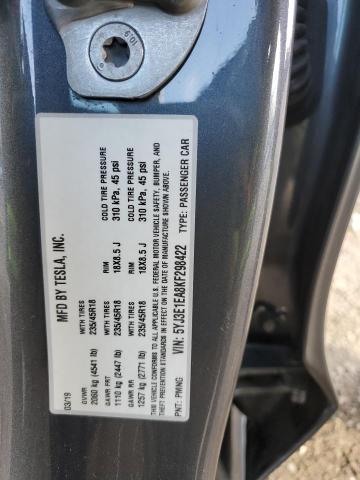 10.9
MFD BY TESLA, INC.
03/19
GVWR 2060 kg (4541 lb) WITH TIRES 235/45R18 RIM 18X8.5 J COLD TIRE PRESSURE 310 kPa, 45 psi
GAWR FRT 1110 kg (2447 lb) WITH TIRES 235/45R18 RIM 18X8.5 J COLD TIRE PRESSURE 310 kPa, 45 psi
GAWR RR 1257 kg (2771 lb) WITH TIRES 235/45R18
THIS VEHICLE CONFORMS TO ALL APPLICABLE FEDERAL MOTOR VEHICLE SAFETY, BUMPER, AND
THEFT PREVENTION STANDARDS IN EFFECT ON THE DATE OF MANUFACTURE SHOWN ABOVE.
VIN: 5YJ3E1EA8KF298422 TYPE: PASSENGER CAR
PNT: PMNG